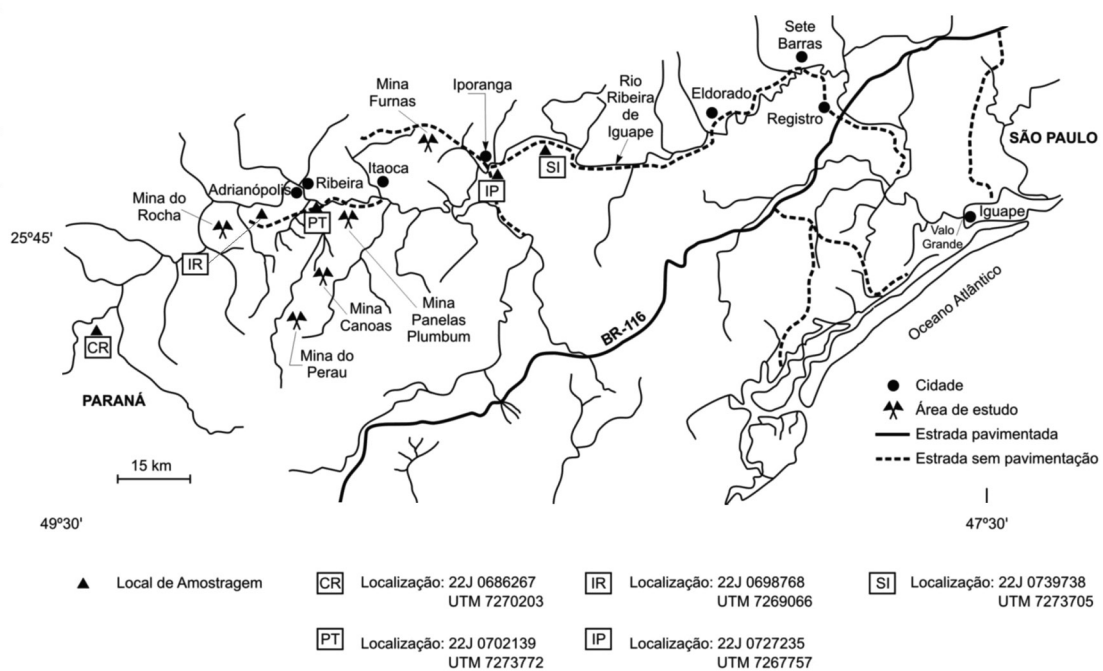 Sete
Barras
Mina
Furnas
Iporanga
Rio
Ribeira
de
Iguape
Eldorado
Registro
SÃO PAULO
Adrianópolis
Ribeira
Itaoca
SI
IP
Mina do
Rocha
PT
Iguape
Valo
Grande
25º45'
IR
Mina
Canoas
Mina
Panelas
Plumbum
Oceano Atlântico
BR-116
CR
Mina do
Perau
PARANÁ
Cidade
Área de estudo
Estrada pavimentada
Estrada sem pavimentação
15 km
49º30'
47º30'
Local de Amostragem
CR
Localização: 22J 0686267
UTM 7270203
IR
Localização: 22J 0698768
UTM 7269066
SI
Localização: 22J 0739738
UTM 7273705
PT
Localização: 22J 0702139
UTM 7273772
IP
Localização: 22J 0727235
UTM 7267757